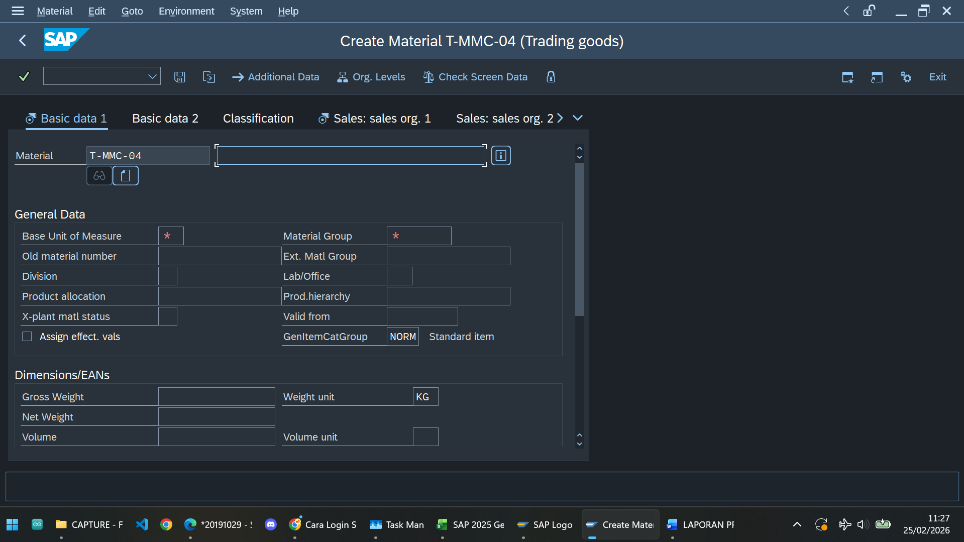 Material Edit Goto Environment System Help
SAP Create Material T-MMC-04 (Trading goods)
Additional Data Org. Levels Check Screen Data Exit
Basic data 1 Basic data 2 Classification Sales: sales org. 1 Sales: sales org. 2
Material T-MMC-04
General Data
Base Unit of Measure * Material Group *
Old material number Ext. Matl Group
Division Lab/Office
Product allocation Prod.hierarchy
X-plant matl status Valid from
Assign effect. vals GenItemCatGroup NORM Standard item
Dimensions/EANs
Gross Weight Weight unit KG
Net Weight
Volume Volume unit
CAPTURE - F *20191029 - Cara Login S Task Man SAP 2025 Ge SAP Logo Create Mate LAPORAN PF
11:27
25/02/2026